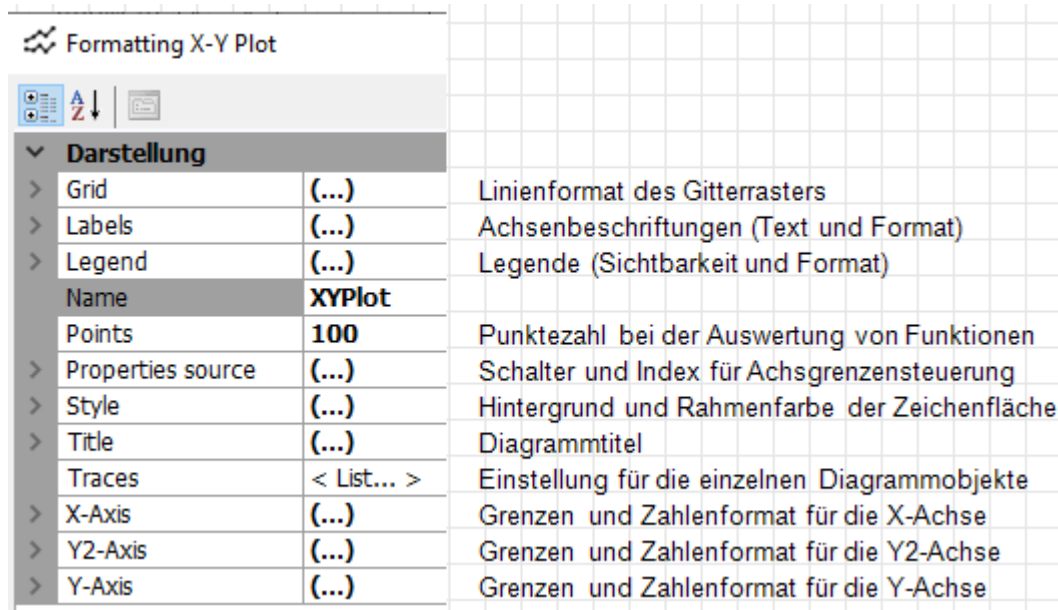 Formatting X-Y Plot
Darstellung
Grid (...) Linienformat des Gitterrasters
Labels (...) Achsenbeschriftungen (Text und Format)
Legend (...) Legende (Sichtbarkeit und Format)
Name XYPlot
Points 100 Punktezahl bei der Auswertung von Funktionen
Properties source (...) Schalter und Index für Achsgrenzensteuerung
Style (...) Hintergrund und Rahmenfarbe der Zeichenfläche
Title (...) Diagrammtitel
Traces < List... > Einstellung für die einzelnen Diagrammobjekte
X-Axis (...) Grenzen und Zahlenformat für die X-Achse
Y2-Axis (...) Grenzen und Zahlenformat für die Y2-Achse
Y-Axis (...) Grenzen und Zahlenformat für die Y-Achse